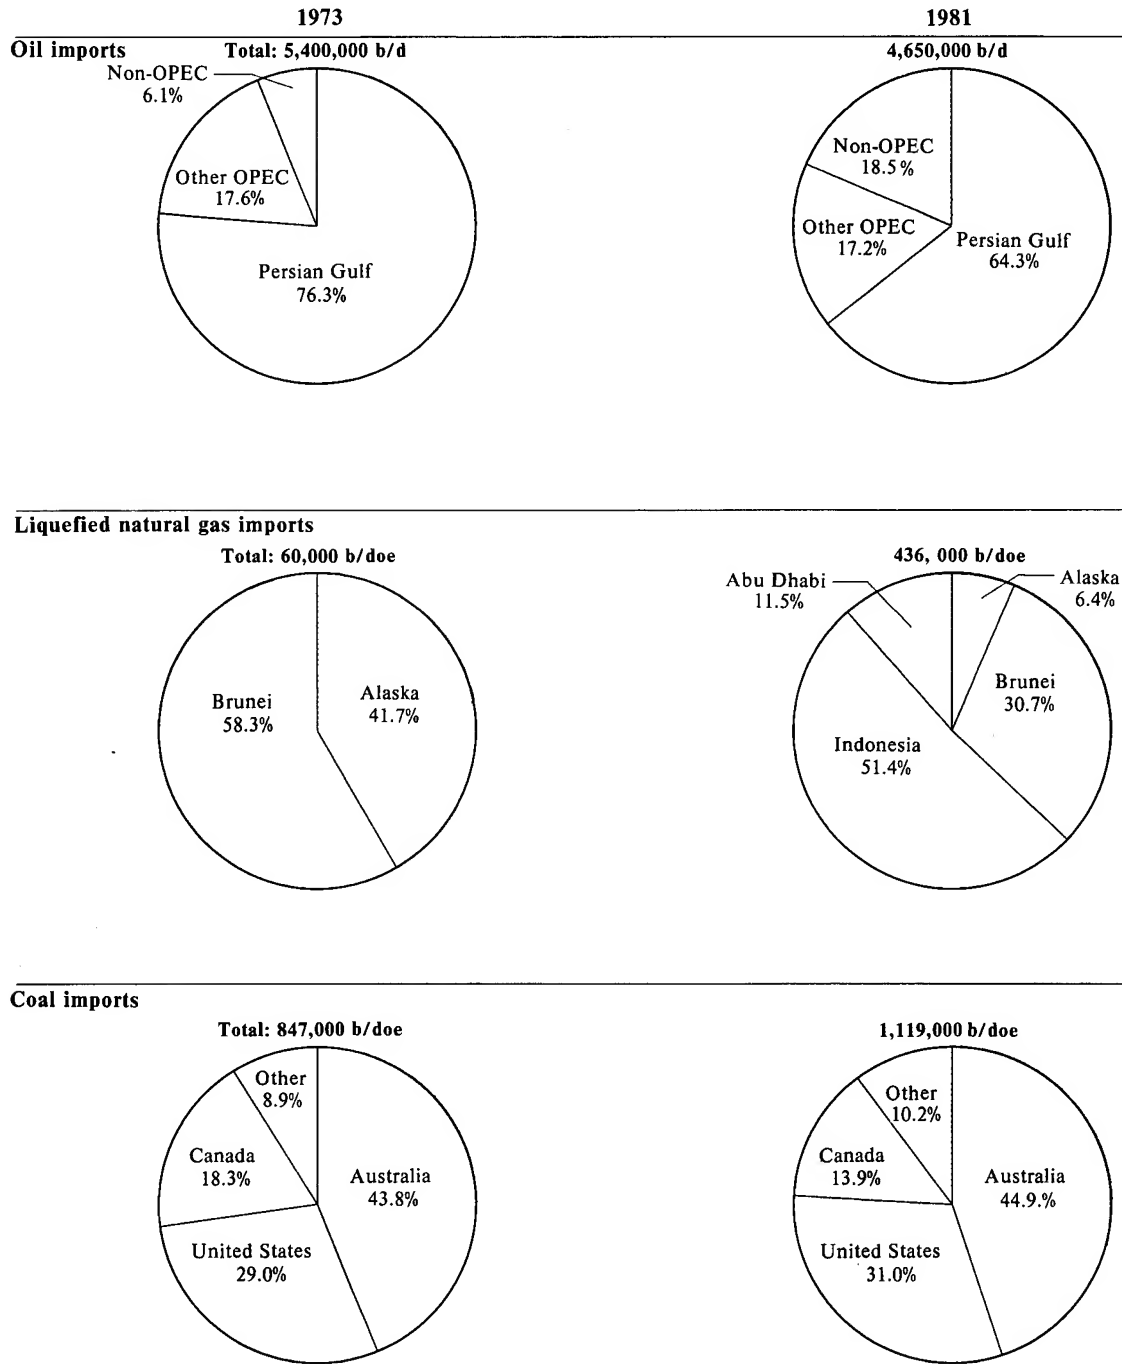 1973
1981
Oil imports
Total: 5,400,000 b/d
4,650,000 b/d
Non-OPEC
6.1%
Other OPEC
17.6%
Persian Gulf
76.3%
Non-OPEC
18.5%
Other OPEC
17.2%
Persian Gulf
64.3%
Liquefied natural gas imports
Total: 60,000 b/doe
436, 000 b/doe
Brunei
58.3%
Alaska
41.7%
Abu Dhabi
11.5%
Alaska
6.4%
Brunei
30.7%
Indonesia
51.4%
Coal imports
Total: 847,000 b/doe
1,119,000 b/doe
Other
8.9%
Canada
18.3%
Australia
43.8%
United States
29.0%
Other
10.2%
Canada
13.9%
Australia
44.9.%
United States
31.0%